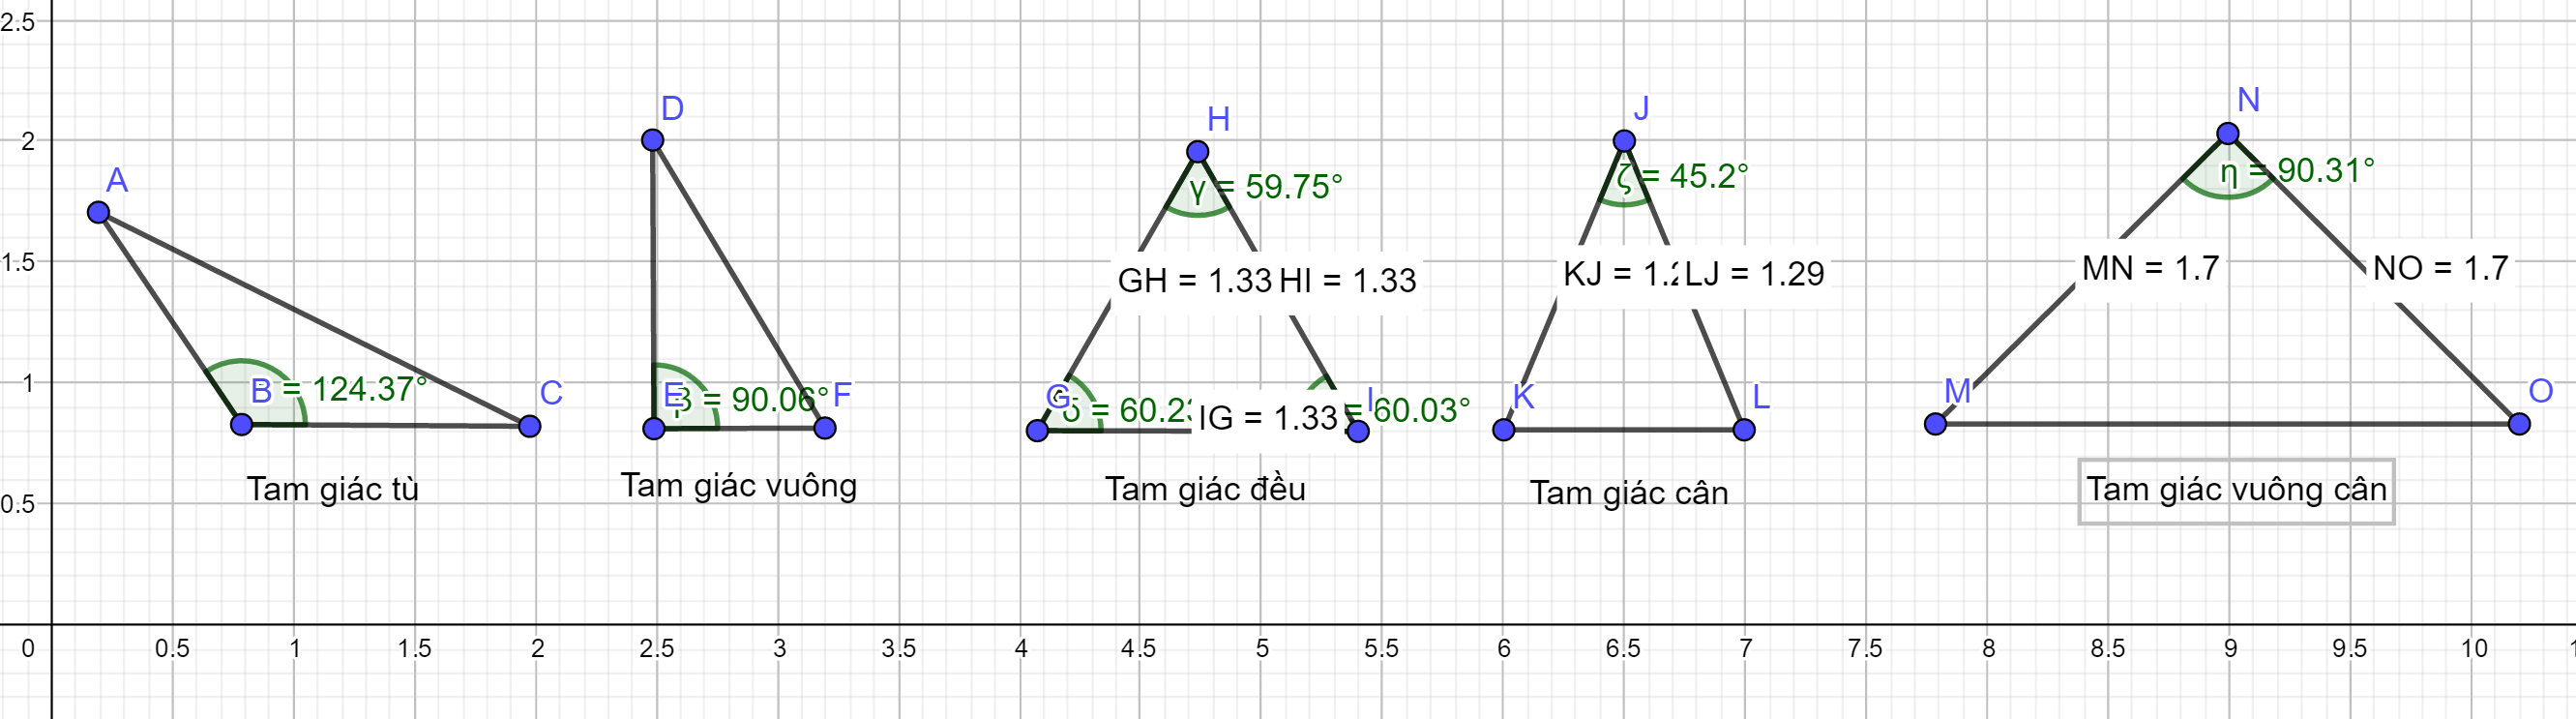 2.5
2
1.5
1
0.5
A
B = 124.37°
C
Tam giác tù
D
E
β = 90.06°
F
Tam giác vuông
H
γ = 59.75°
GH = 1.33
HI = 1.33
G
δ = 60.2
IG = 1.33
I
= 60.03°
Tam giác đều
J
ζ = 45.2°
KJ = 1.2
LJ = 1.29
K
L
Tam giác cân
N
η = 90.31°
MN = 1.7
NO = 1.7
M
O
Tam giác vuông cân
0 0.5 1 1.5 2 2.5 3 3.5 4 4.5 5 5.5 6 6.5 7 7.5 8 8.5 9 9.5 10